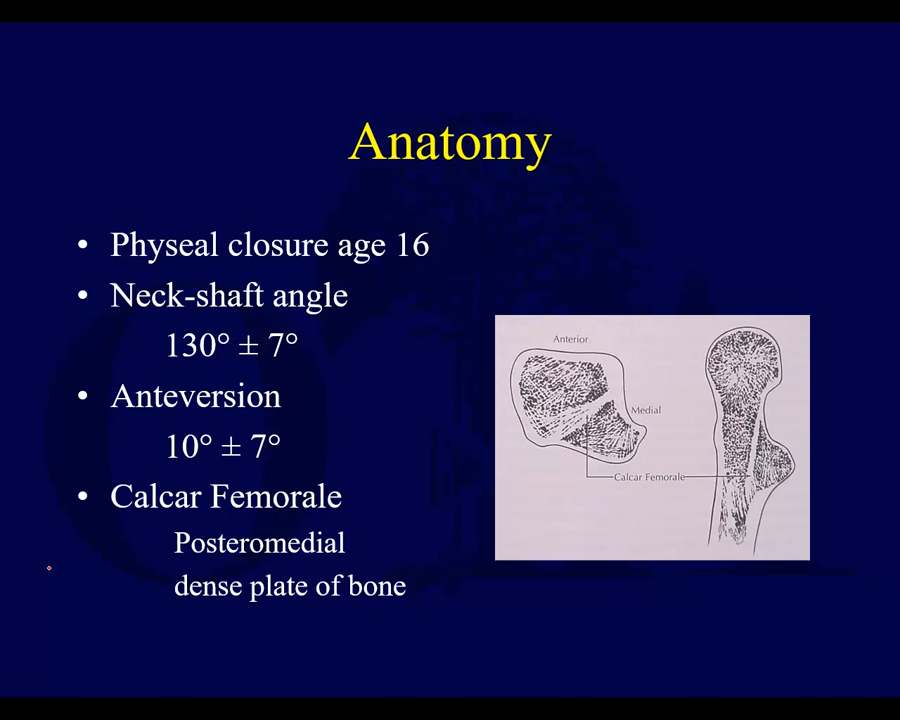 Anatomy
• Physeal closure age 16
• Neck-shaft angle
130° ± 7°
• Anteversion
10° ± 7°
• Calcar Femorale
Posteromedial
dense plate of bone
Anterior
Medial
Calcar Femorale